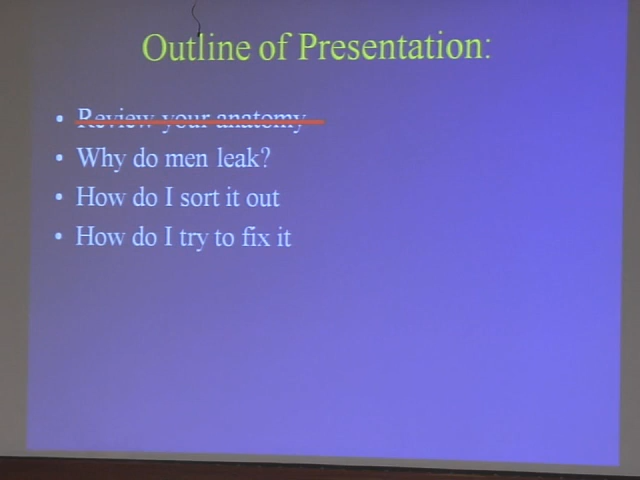 Outline of Presentation:
• Review your anatomy
• Why do men leak?
• How do I sort it out
• How do I try to fix it